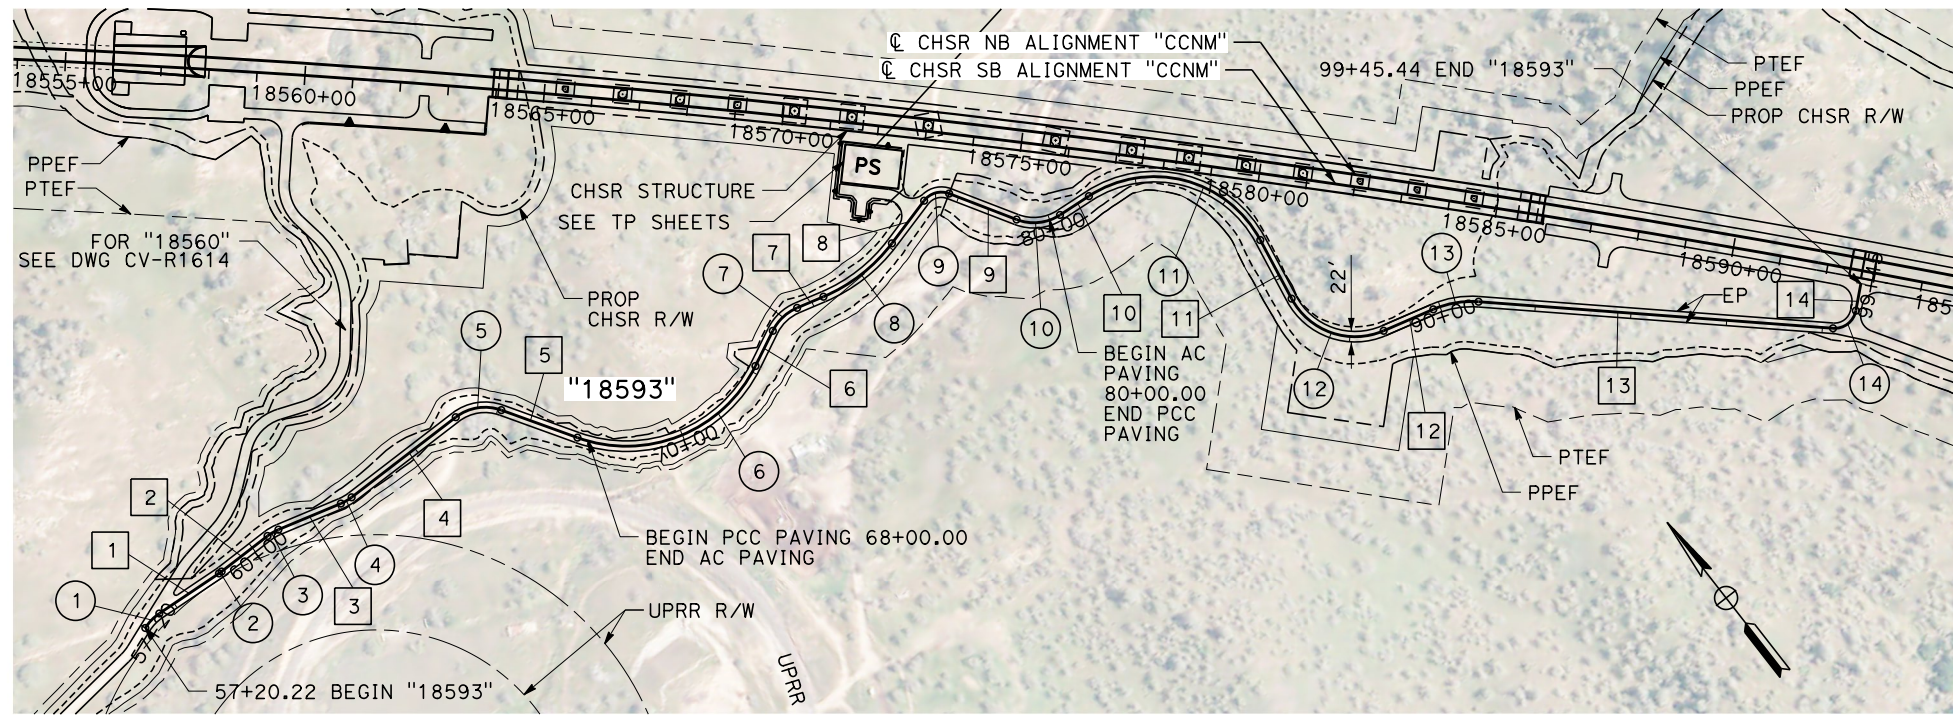 ℄ CHSR NB ALIGNMENT "CCNM"
℄ CHSR SB ALIGNMENT "CCNM"
99+45.44 END "18593"
PTEF
PPEF
PROP CHSR R/W
18555+00
18560+00
18565+00
18570+00
18575+00
18580+00
18585+00
18590+00
185
PPEF
PTEF
FOR "18560"
SEE DWG CV-R1614
CHSR STRUCTURE
SEE TP SHEETS
PS
PROP
CHSR R/W
8
7
7
9
9
80+00
10
10
11
11
8
13
22'
90+00
EP
14
99+45
5
5
"18593"
6
BEGIN AC
PAVING
80+00.00
END PCC
PAVING
12
12
13
14
70+00
6
PTEF
PPEF
2
1
1
60+00
4
4
3
3
2
57+20
BEGIN PCC PAVING 68+00.00
END AC PAVING
UPRR R/W
UPRR
57+20.22 BEGIN "18593"